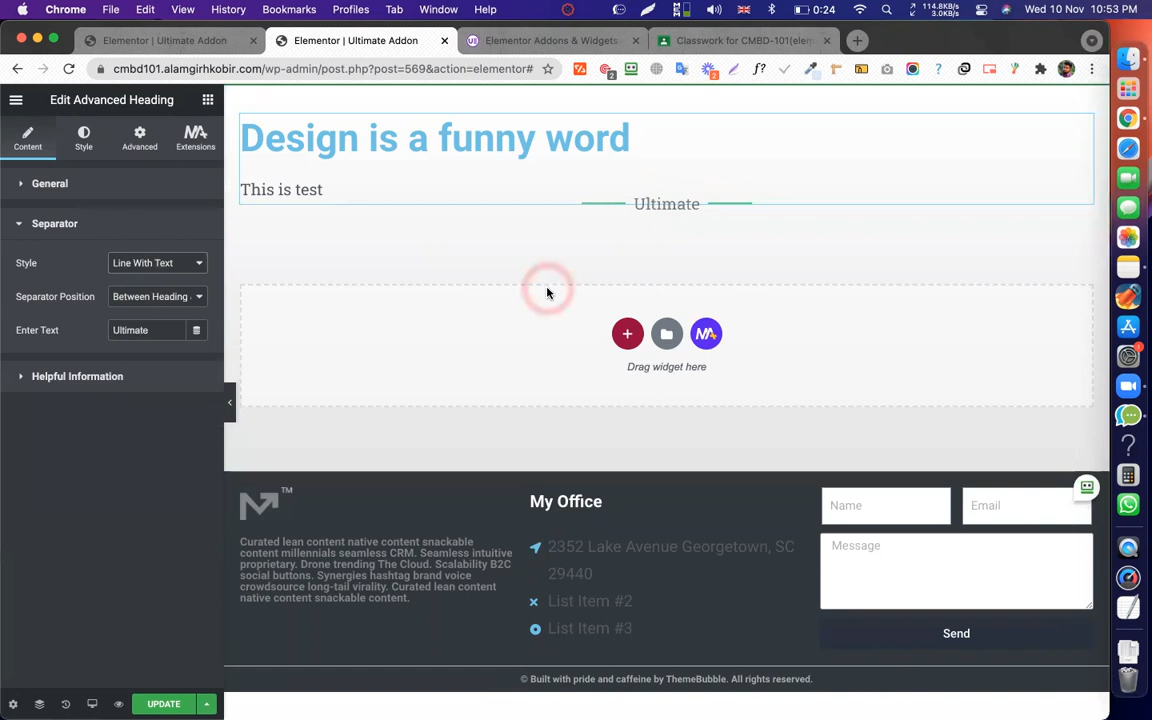 Chrome File Edit View History Bookmarks Profiles Tab Window Help 0:24 114.8KB/s 3.0KB/s Wed 10 Nov 10:53 PM
Elementor | Ultimate Addon
Elementor | Ultimate Addon
Elementor Addons & Widgets
Classwork for CMBD-101(elem
cmbd101.alamgirhkobir.com/wp-admin/post.php?post=569&action=elementor#
Edit Advanced Heading
Content Style Advanced Extensions
General
Separator
Style Line With Text
Separator Position Between Heading
Enter Text Ultimate
Helpful Information
UPDATE
Design is a funny word
This is test
Ultimate
Drag widget here
TM
Curated lean content native content snackable
content millennials seamless CRM. Seamless intuitive
proprietary. Drone trending The Cloud. Scalability B2C
social buttons. Synergies hashtag brand voice
crowdsource long-tail virality. Curated lean content
native content snackable content.
My Office
2352 Lake Avenue Georgetown, SC
29440
List Item #2
List Item #3
Name
Email
Message
Send
© Built with pride and caffeine by ThemeBubble. All rights reserved.